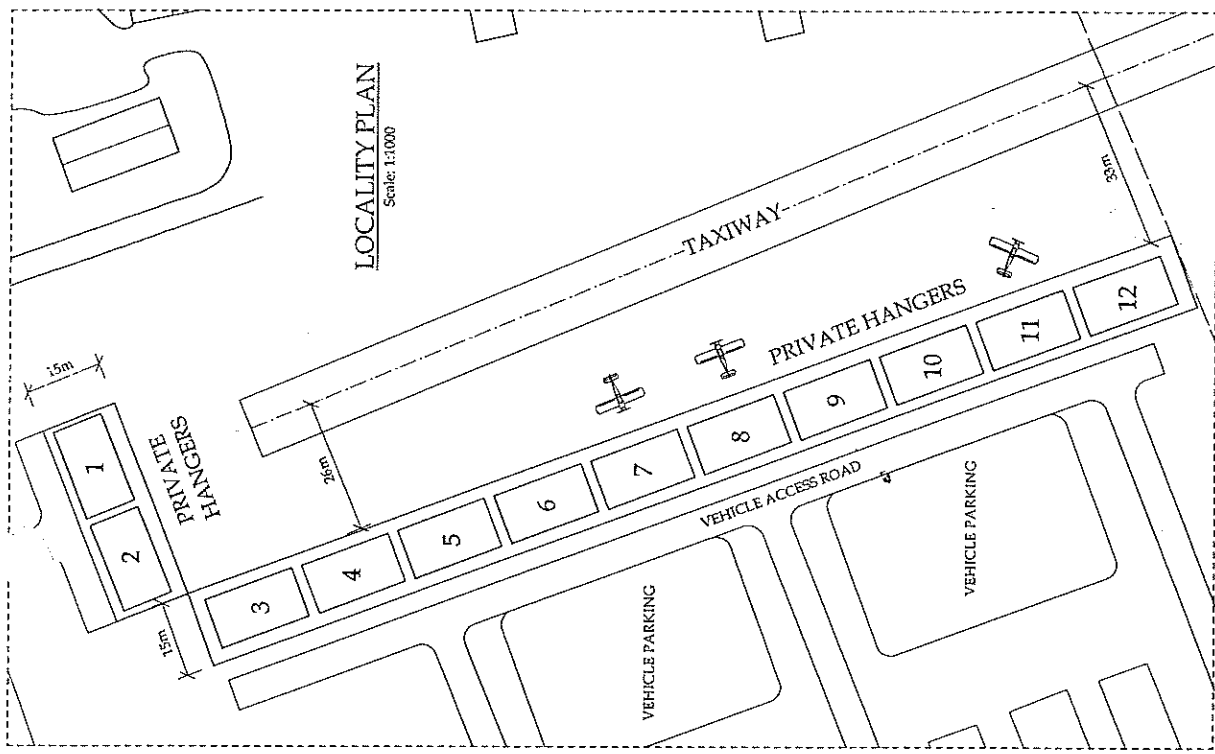 LOCALITY PLAN
Scale: 1:1000
15m
1
2
PRIVATE
HANGERS
15m
26m
TAXIWAY
33m
PRIVATE HANGERS
3
4
5
6
7
8
9
10
11
12
VEHICLE ACCESS ROAD
VEHICLE PARKING
VEHICLE PARKING